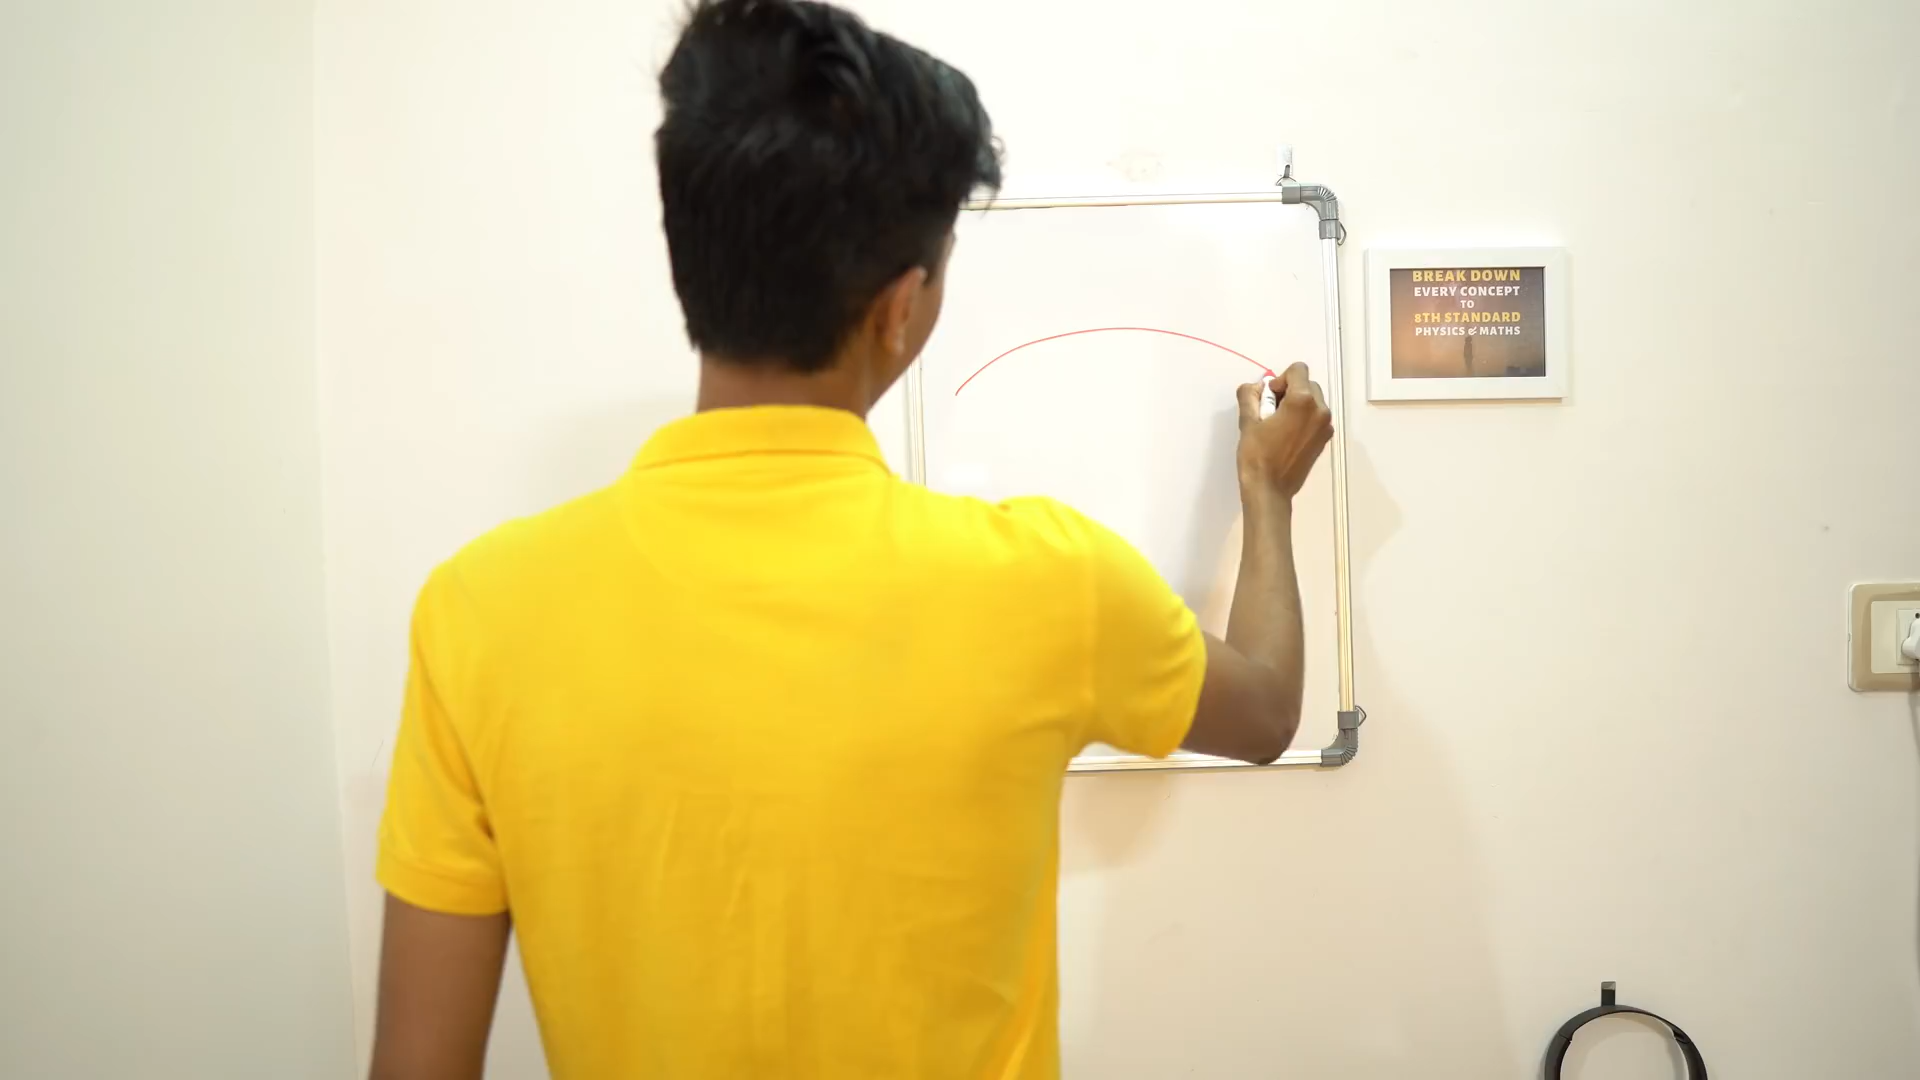 BREAK DOWN
EVERY CONCEPT
TO
8TH STANDARD
PHYSICS & MATHS